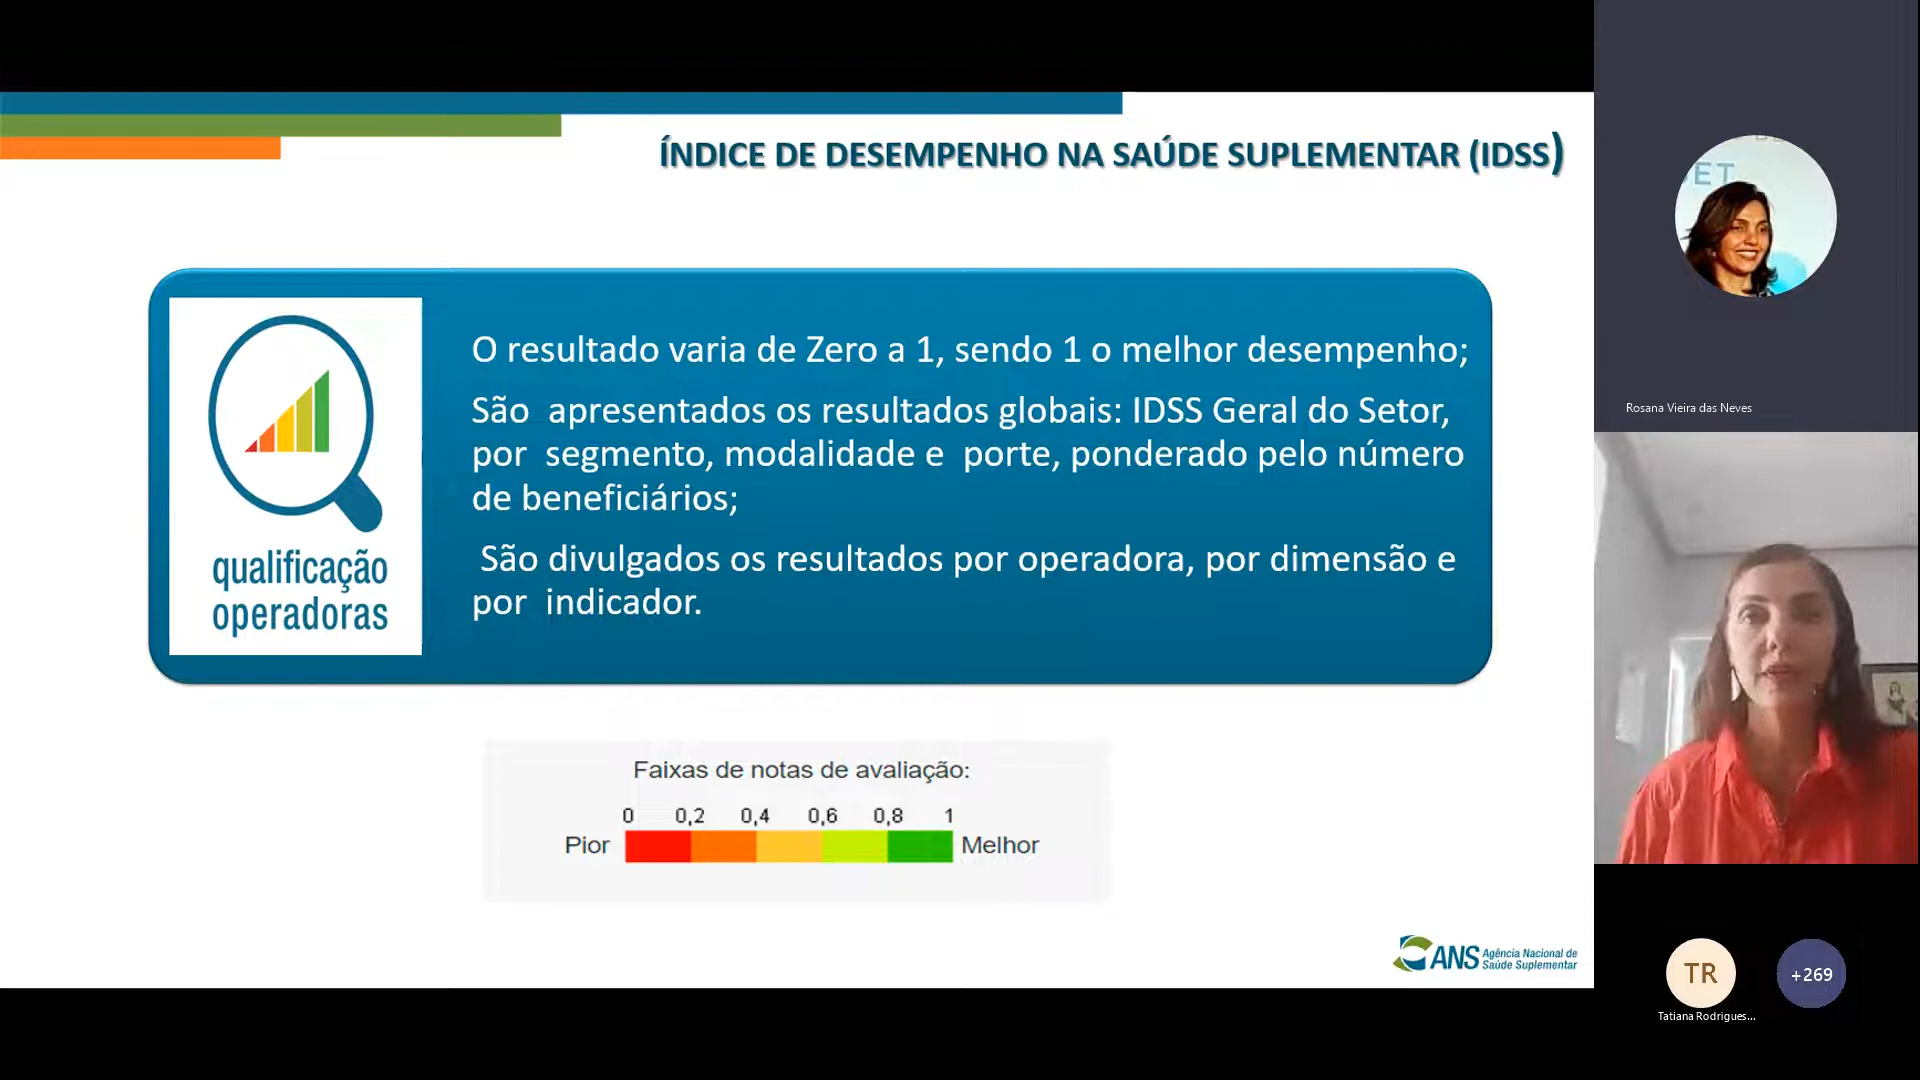 ÍNDICE DE DESEMPENHO NA SAÚDE SUPLEMENTAR (IDSS)
qualificação
operadoras
O resultado varia de Zero a 1, sendo 1 o melhor desempenho;
São apresentados os resultados globais: IDSS Geral do Setor,
por segmento, modalidade e porte, ponderado pelo número
de beneficiários;
São divulgados os resultados por operadora, por dimensão e
por indicador.
Faixas de notas de avaliação:
0 0,2 0,4 0,6 0,8 1
Pior Melhor
ANS Agência Nacional de
Saúde Suplementar
ET
Rosana Vieira das Neves
TR
+269
Tatiana Rodrigues...